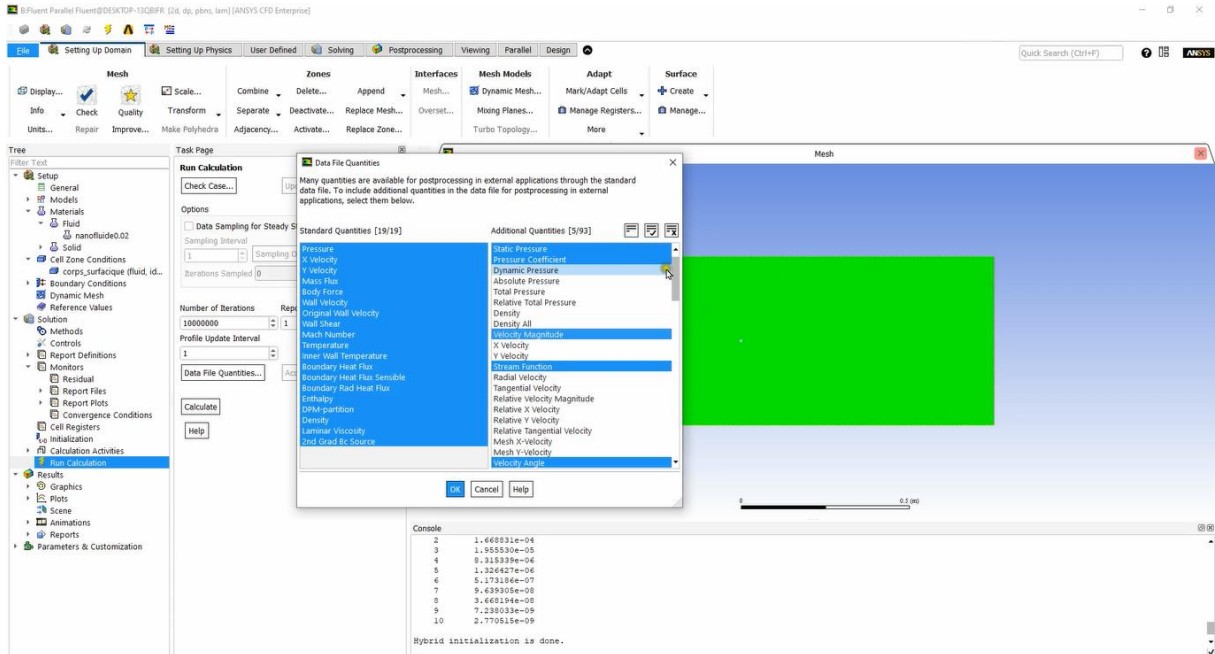 B:Fluent Parallel Fluent@DESKTOP-13QBIFR [2d, dp, pbns, lam] [ANSYS CFD Enterprise]
File Setting Up Domain Setting Up Physics User Defined Solving Postprocessing Viewing Parallel Design Quick Search (Ctrl+F) ANSYS
Mesh Zones Interfaces Mesh Models Adapt Surface
Display... Scale... Combine Delete... Append Mesh... Dynamic Mesh... Mark/Adapt Cells Create
Info Check Quality Transform Separate Deactivate... Replace Mesh... Overset... Mixing Planes... Manage Registers... Manage...
Units... Repair Improve... Make Polyhedra Adjacency... Activate... Replace Zone... Turbo Topology... More
Tree
Filter Text
Setup
General
Models
Materials
Fluid
nanofluide0.02
Solid
Cell Zone Conditions
corps_surfacique (fluid, id...
Boundary Conditions
Dynamic Mesh
Reference Values
Solution
Methods
Controls
Report Definitions
Monitors
Residual
Report Files
Report Plots
Convergence Conditions
Cell Registers
Initialization
Calculation Activities
Run Calculation
Results
Graphics
Plots
Scene
Animations
Reports
Parameters & Customization
Task Page
Run Calculation
Check Case...
Options
Data Sampling for Steady S
Sampling Interval
1 Sampling O
Iterations Sampled 0
Number of Iterations Repo
10000000 1
Profile Update Interval
1
Data File Quantities...
Calculate
Help
Data File Quantities
Many quantities are available for postprocessing in external applications through the standard
data file. To include additional quantities in the data file for postprocessing in external
applications, select them below.
Standard Quantities [19/19]
Pressure
X Velocity
Y Velocity
Mass Flux
Body Force
Wall Velocity
Original Wall Velocity
Wall Shear
Mach Number
Temperature
Inner Wall Temperature
Boundary Heat Flux
Boundary Heat Flux Sensible
Boundary Rad Heat Flux
Enthalpy
DPM-partition
Density
Laminar Viscosity
2nd Grad Bc Source
Additional Quantities [5/93]
Static Pressure
Pressure Coefficient
Dynamic Pressure
Absolute Pressure
Total Pressure
Relative Total Pressure
Density
Density All
Velocity Magnitude
X Velocity
Y Velocity
Stream Function
Radial Velocity
Tangential Velocity
Relative Velocity Magnitude
Relative X Velocity
Relative Y Velocity
Relative Tangential Velocity
Mesh X-Velocity
Mesh Y-Velocity
Velocity Angle
OK Cancel Help
Mesh
0 0.5 (m)
Console
2 1.668831e-04
3 1.955530e-05
4 8.315339e-06
5 1.326427e-06
6 5.173186e-07
7 9.639305e-08
8 3.668194e-08
9 7.238033e-09
10 2.770515e-09
Hybrid initialization is done.